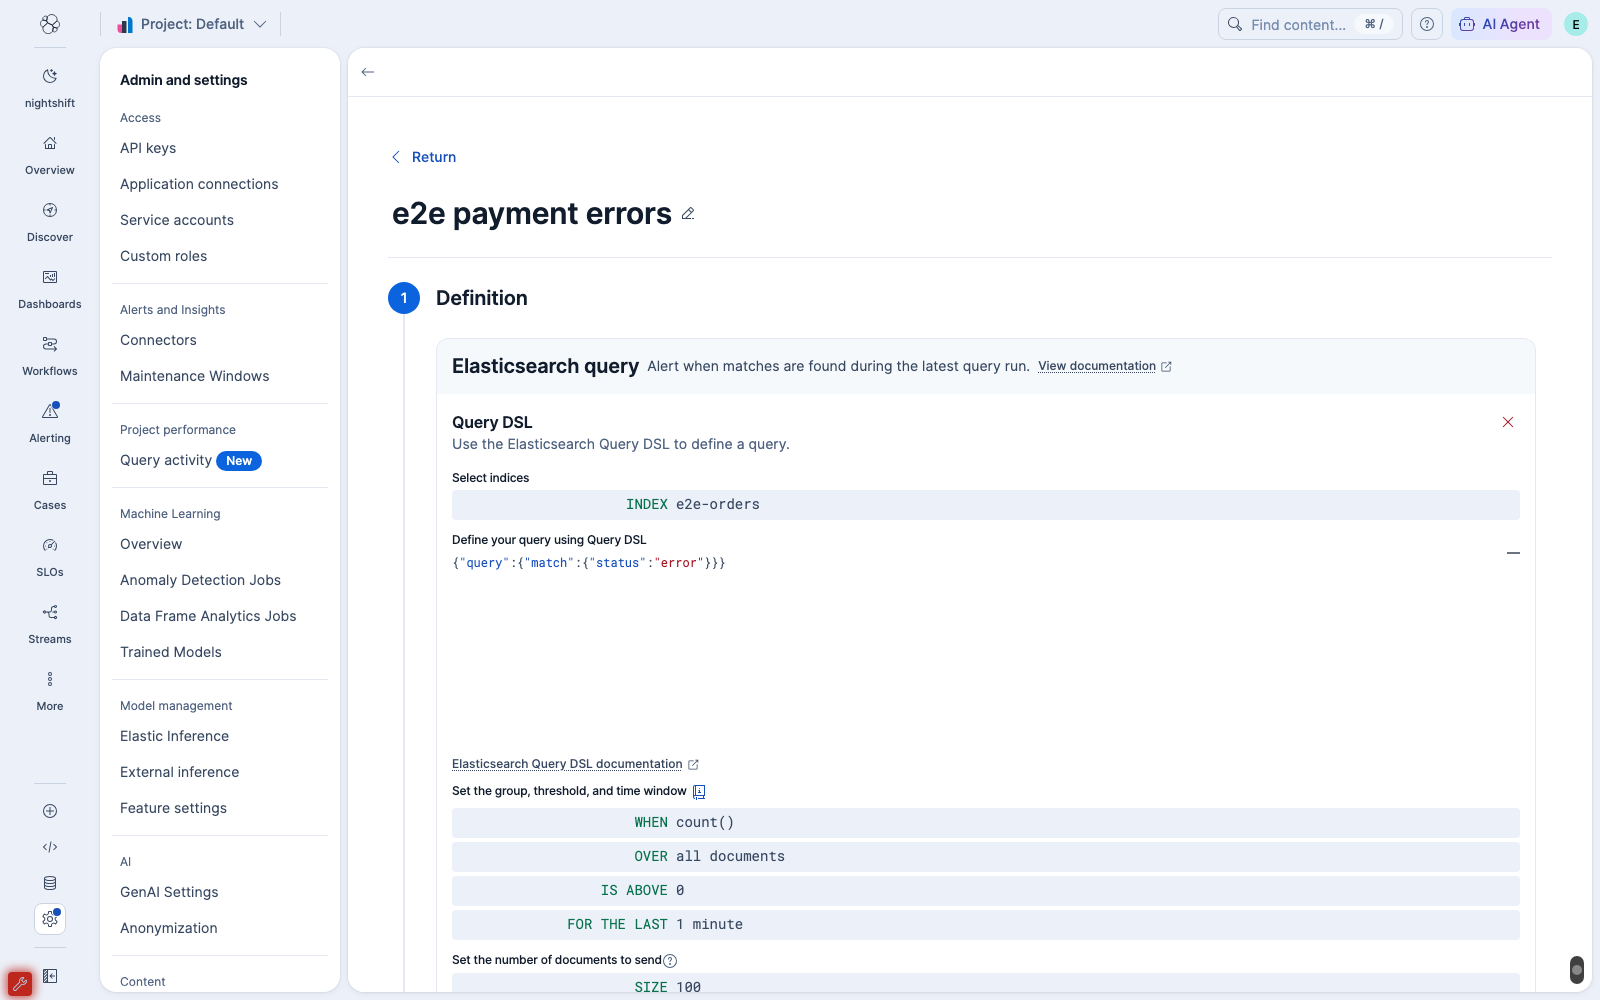 Project: Default
Find content...
⌘ /
AI Agent
E
nightshift
Overview
Discover
Dashboards
Workflows
Alerting
Cases
SLOs
Streams
More
Admin and settings
Access
API keys
Application connections
Service accounts
Custom roles
Alerts and Insights
Connectors
Maintenance Windows
Project performance
Query activity New
Machine Learning
Overview
Anomaly Detection Jobs
Data Frame Analytics Jobs
Trained Models
Model management
Elastic Inference
External inference
Feature settings
AI
GenAI Settings
Anonymization
Content
Return
e2e payment errors
1 Definition
Elasticsearch query Alert when matches are found during the latest query run. View documentation
Query DSL
Use the Elasticsearch Query DSL to define a query.
Select indices
INDEX e2e-orders
Define your query using Query DSL
{"query":{"match":{"status":"error"}}}
Elasticsearch Query DSL documentation
Set the group, threshold, and time window
WHEN count()
OVER all documents
IS ABOVE 0
FOR THE LAST 1 minute
Set the number of documents to send
SIZE 100